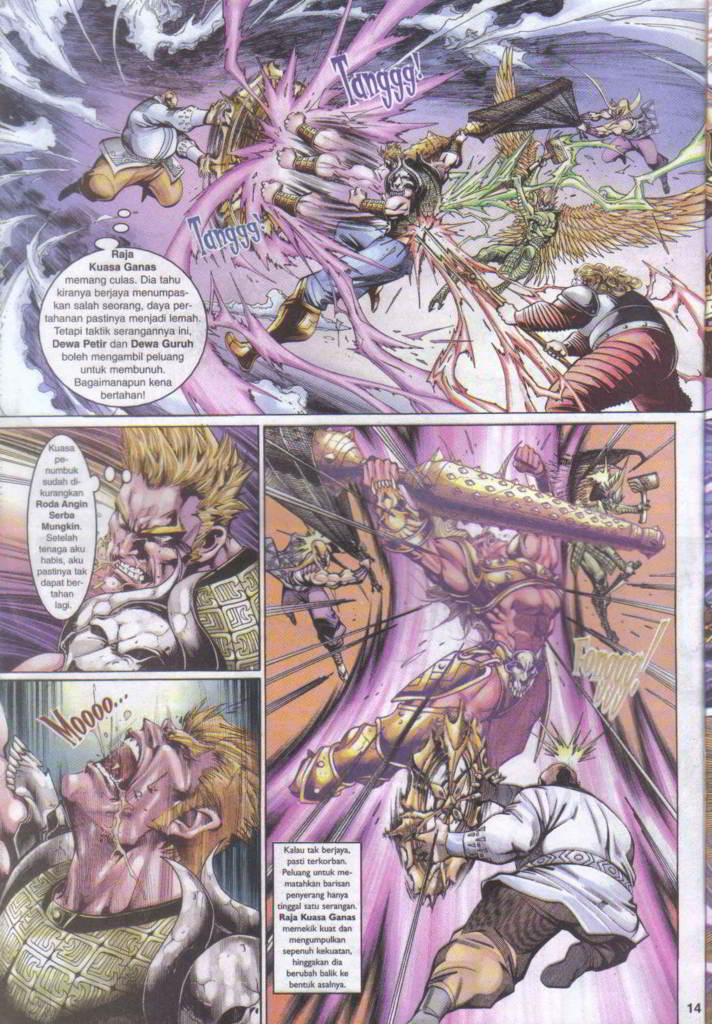 Tanggg!
Tanggg!
Raja
Kuasa Ganas
memang culas. Dia tahu
kiranya berjaya menumpas-
kan salah seorang, daya per-
tahanan pastinya menjadi lemah.
Tetapi taktik serangannya ini,
Dewa Petir dan Dewa Guruh
boleh mengambil peluang
untuk membunuh.
Bagaimanapun kena
bertahan!
Kuasa
pe-
numbuk
sudah di-
kurangkan
Roda Angin
Serba
Mungkin.
Setelah
tenaga aku
habis, aku
pastinya tak
dapat ber-
tahan
lagi.
Moooo...
Kalau tak berjaya,
pasti terkorban.
Peluang untuk me-
matahkan barisan
penyerang hanya
tinggal satu serangan.
Raja Kuasa Ganas
memekik kuat dan
mengumpulkan
sepenuh kekuatan,
hinggakan dia
berubah balik ke
bentuk asalnya.
14